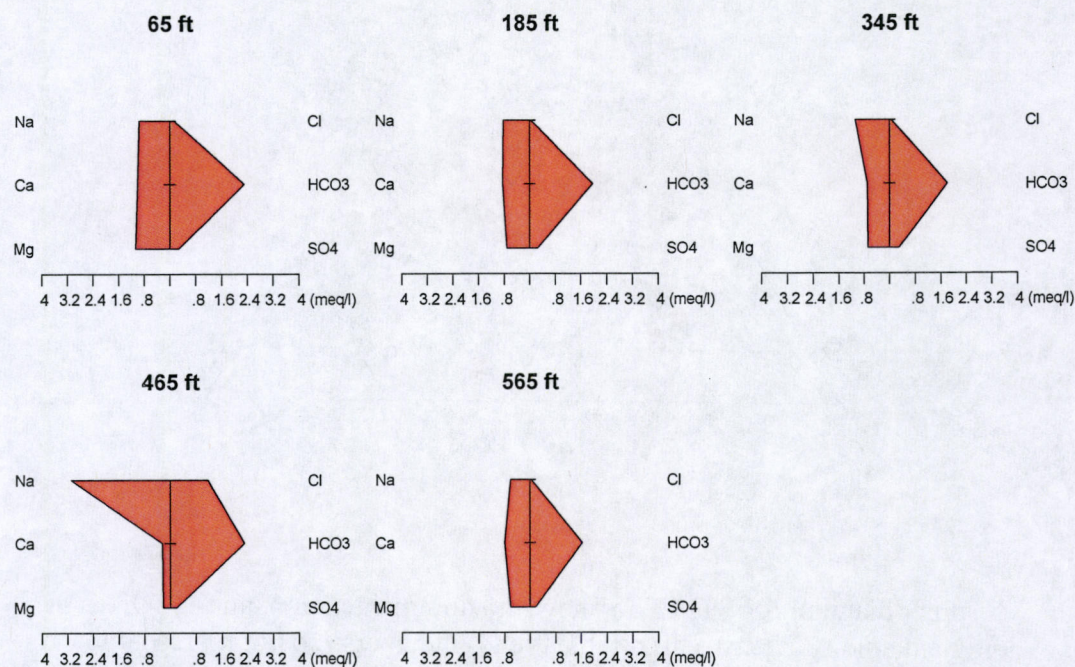 65 ft
185 ft
345 ft
Na Cl Na Cl Na Cl
Ca HCO3 Ca HCO3 Ca HCO3
Mg SO4 Mg SO4 Mg SO4
4 3.2 2.4 1.6 .8 .8 1.6 2.4 3.2 4 (meq/l)
4 3.2 2.4 1.6 .8 .8 1.6 2.4 3.2 4 (meq/l)
4 3.2 2.4 1.6 .8 .8 1.6 2.4 3.2 4 (meq/l)
465 ft
565 ft
Na Cl Na Cl
Ca HCO3 Ca HCO3
Mg SO4 Mg SO4
4 3.2 2.4 1.6 .8 .8 1.6 2.4 3.2 4 (meq/l)
4 3.2 2.4 1.6 .8 .8 1.6 2.4 3.2 4 (meq/l)